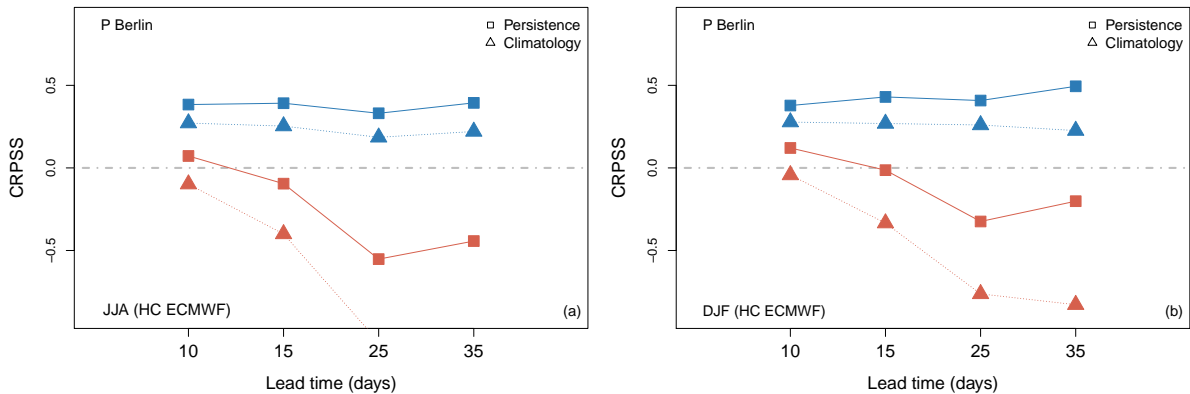 P Berlin
Persistence
Climatology
CRPSS
0.5
0.0
−0.5
JJA (HC ECMWF)
(a)
10 15 25 35
Lead time (days)
P Berlin
Persistence
Climatology
CRPSS
0.5
0.0
−0.5
DJF (HC ECMWF)
(b)
10 15 25 35
Lead time (days)